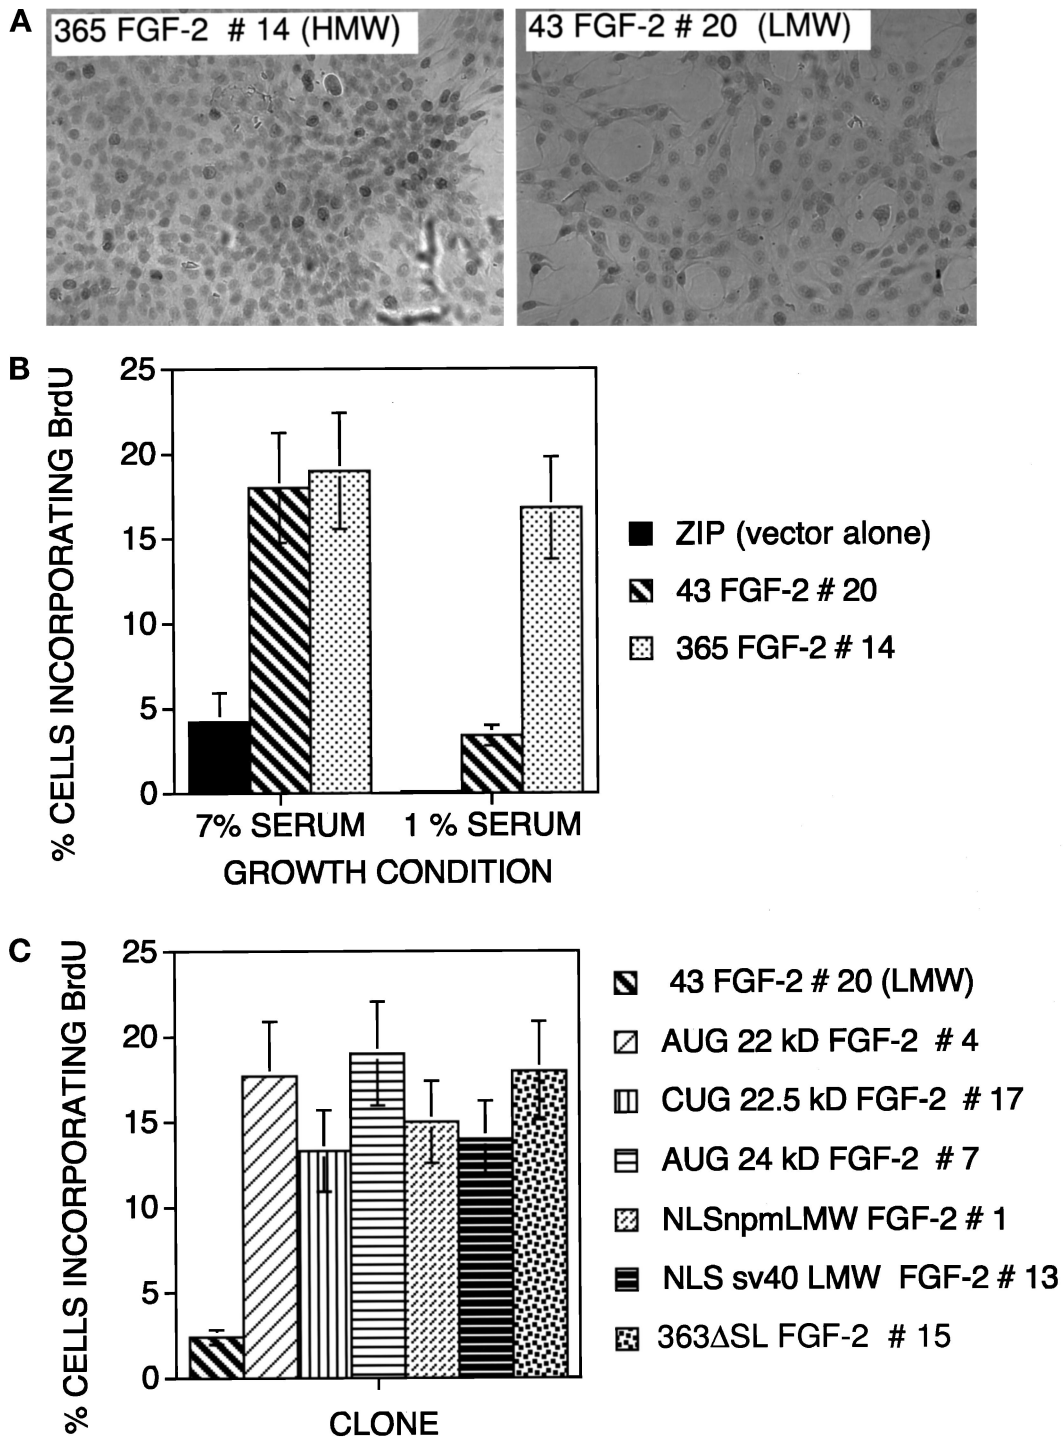 A
365 FGF-2 # 14 (HMW)
43 FGF-2 # 20 (LMW)
B
% CELLS INCORPORATING BrdU
25
20
15
10
5
0
7% SERUM
1 % SERUM
GROWTH CONDITION
ZIP (vector alone)
43 FGF-2 # 20
365 FGF-2 # 14
C
% CELLS INCORPORATING BrdU
25
20
15
10
5
0
CLONE
43 FGF-2 # 20 (LMW)
AUG 22 kD FGF-2 # 4
CUG 22.5 kD FGF-2 # 17
AUG 24 kD FGF-2 # 7
NLSnpmLMW FGF-2 # 1
NLS sv40 LMW FGF-2 # 13
363ΔSL FGF-2 # 15